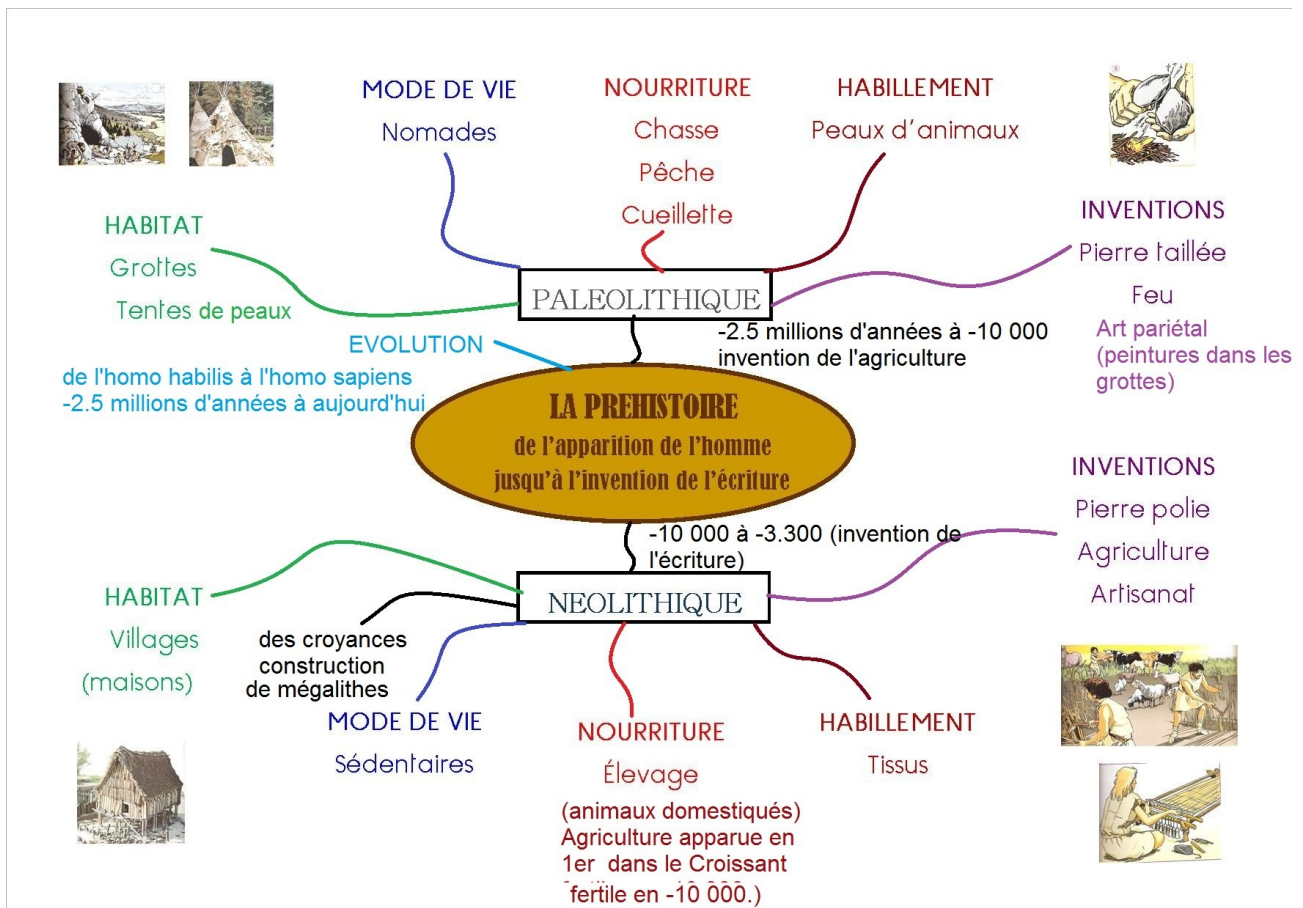 MODE DE VIE
Nomades
NOURRITURE
Chasse
Pêche
Cueillette
HABILLEMENT
Peaux d'animaux
HABITAT
Grottes
Tentes de peaux
INVENTIONS
Pierre taillée
Feu
Art pariétal
(peintures dans les
grottes)
PALEOLITHIQUE
-2.5 millions d'années à -10 000
invention de l'agriculture
EVOLUTION
de l'homo habilis à l'homo sapiens
-2.5 millions d'années à aujourd'hui
LA PREHISTOIRE
de l'apparition de l'homme
jusqu'à l'invention de l'écriture
-10 000 à -3.300 (invention de
l'écriture)
NEOLITHIQUE
INVENTIONS
Pierre polie
Agriculture
Artisanat
HABITAT
Villages
(maisons)
des croyances
construction
de mégalithes
MODE DE VIE
Sédentaires
NOURRITURE
Élevage
(animaux domestiqués)
Agriculture apparue en
1er dans le Croissant
fertile en -10 000.)
HABILLEMENT
Tissus